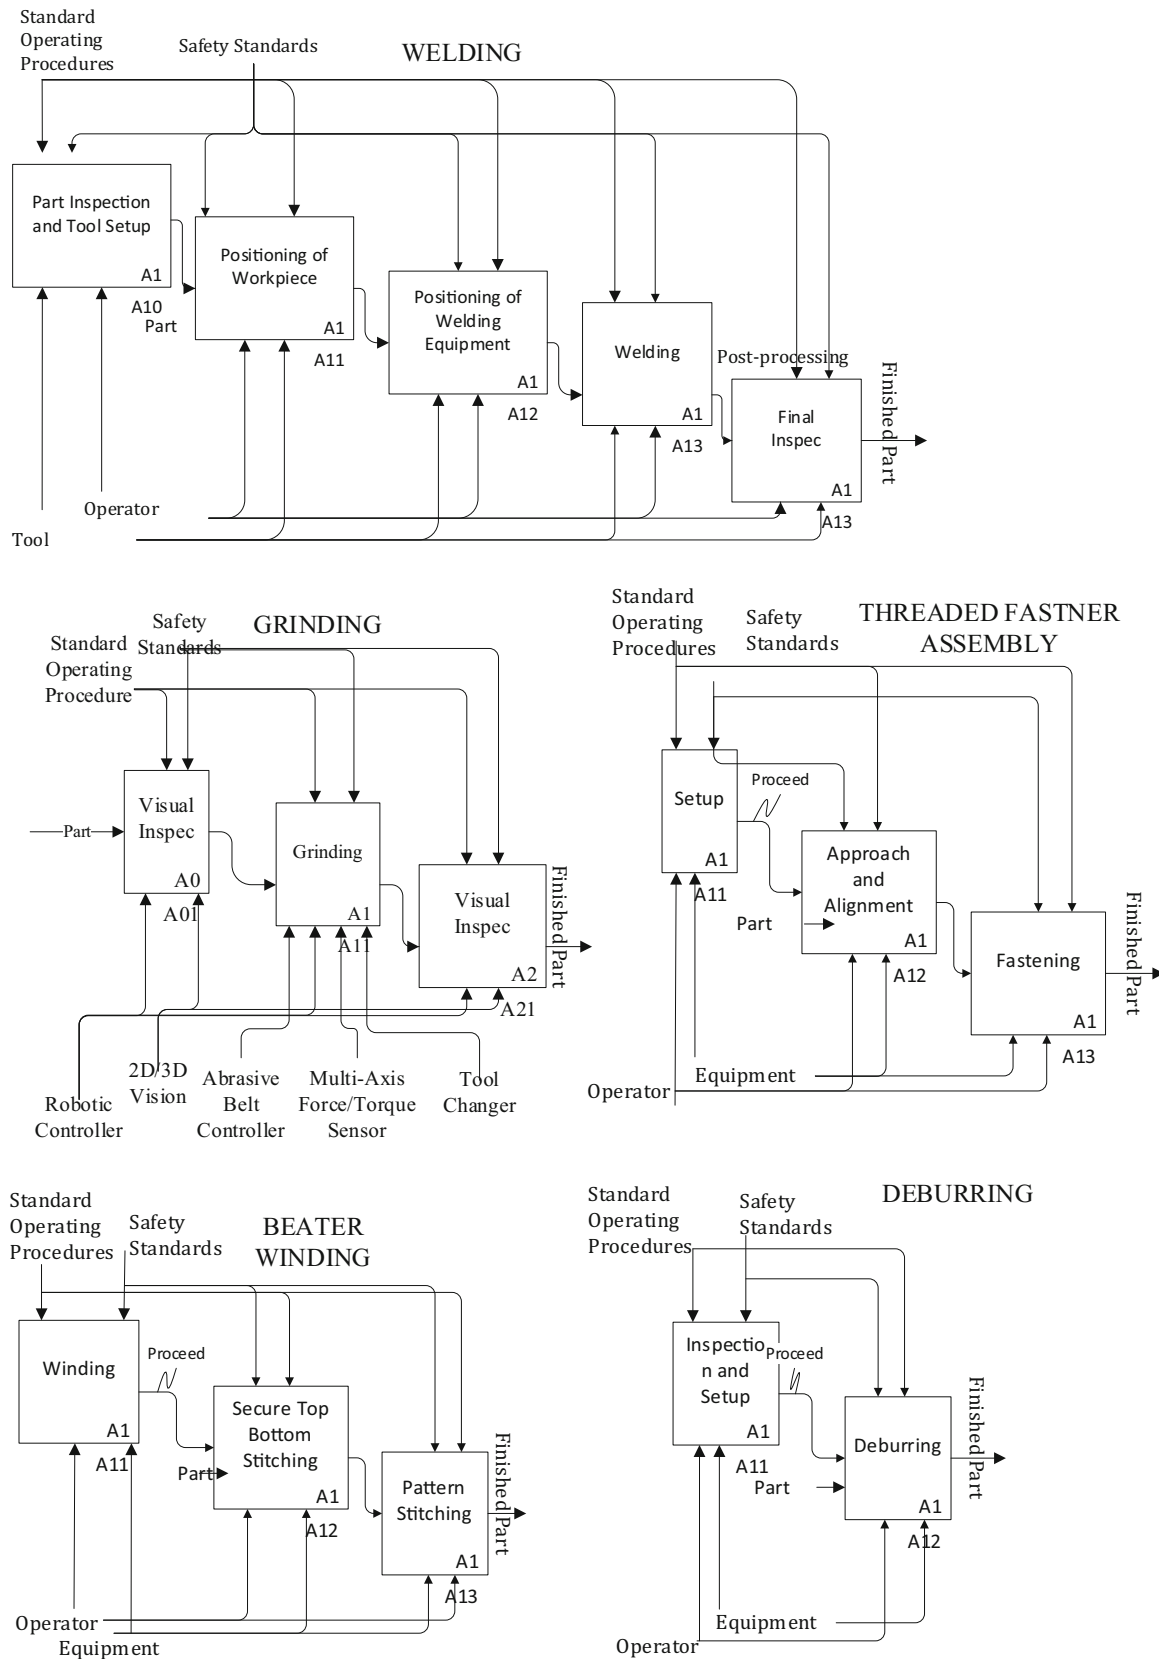 Standard
Operating
Procedures
Safety Standards
WELDING
Part Inspection
and Tool Setup
A1
A10
Part
Positioning of
Workpiece
A1
A11
Positioning of
Welding
Equipment
A1
A12
Welding
A1
A13
Post-processing
Final
Inspec
A1
A13
Finished Part
Operator
Tool
GRINDING
Safety
Standards
Standard
Operating
Procedure
Part
Visual
Inspec
A0
A01
Grinding
A1
A11
Visual
Inspec
A2
A21
Finished Part
Robotic
Controller
2D/3D
Vision
Abrasive
Belt
Controller
Multi-Axis
Force/Torque
Sensor
Tool
Changer
THREADED FASTNER
ASSEMBLY
Standard
Operating
Procedures
Safety
Standards
Setup
A1
A11
Proceed
Part
Approach
and
Alignment
A1
A12
Fastening
A1
A13
Finished Part
Equipment
Operator
BEATER
WINDING
Standard
Operating
Procedures
Safety
Standards
Winding
A1
A11
Proceed
Part
Secure Top
Bottom
Stitching
A1
A12
Pattern
Stitching
A1
A13
Finished Part
Operator
Equipment
DEBURRING
Standard
Operating
Procedures
Safety
Standards
Inspectio
n and
Setup
A1
A11
Proceed
Part
Deburring
A1
A12
Finished Part
Equipment
Operator